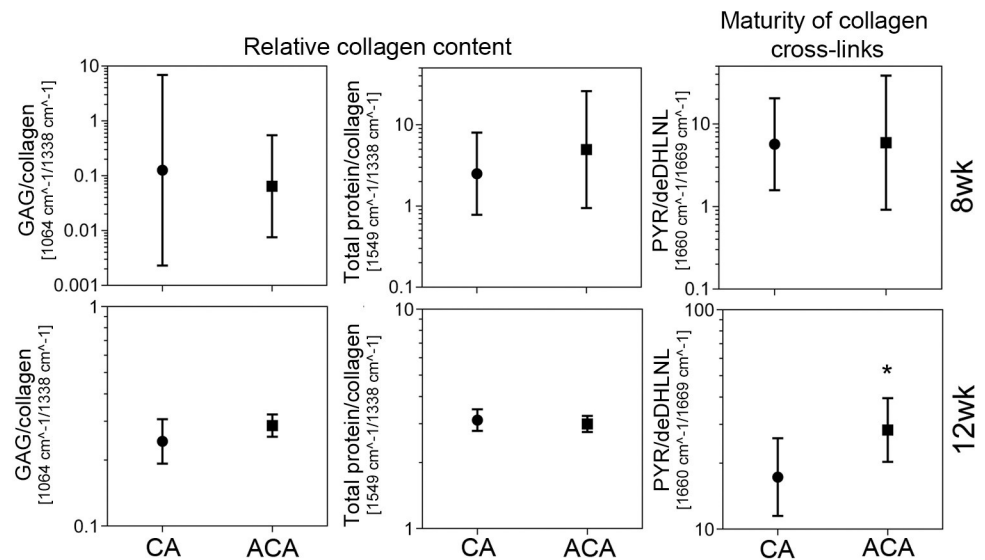 Relative collagen content
Maturity of collagen
cross-links
GAG/collagen
[1064 cm^-1/1338 cm^-1]
10
1
0.1
0.01
0.001
Total protein/collagen
[1549 cm^-1/1338 cm^-1]
10
1
0.1
PYR/deDHLNL
[1660 cm^-1/1669 cm^-1]
10
1
0.1
8wk
GAG/collagen
[1064 cm^-1/1338 cm^-1]
1
0.1
CA
ACA
Total protein/collagen
[1549 cm^-1/1338 cm^-1]
10
1
CA
ACA
PYR/deDHLNL
[1660 cm^-1/1669 cm^-1]
100
10
*
CA
ACA
12wk